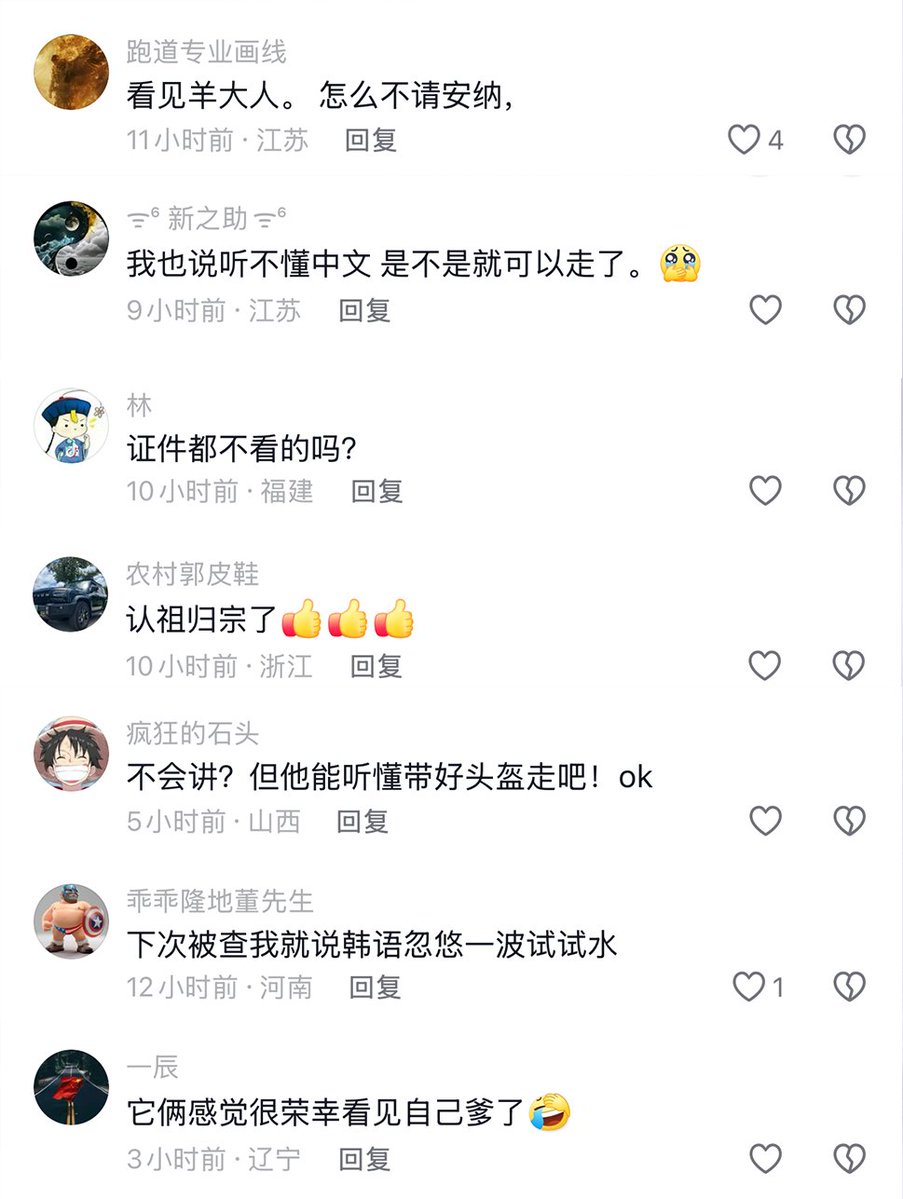 跑道专业画线
看见羊大人。 怎么不请安纳，
11小时前·江苏 回复
4
6 新之助 6
我也说听不懂中文 是不是就可以走了。🥹
9小时前·江苏 回复
林
证件都不看的吗？
10小时前·福建 回复
农村郭皮鞋
认祖归宗了👍👍👍
10小时前·浙江 回复
疯狂的石头
不会讲？但他能听懂带好头盔走吧！ok
5小时前·山西 回复
乖乖隆地董先生
下次被查我就说韩语忽悠一波试试水
12小时前·河南 回复
1
一辰
它俩感觉很荣幸看见自己爹了🤣
3小时前·辽宁 回复